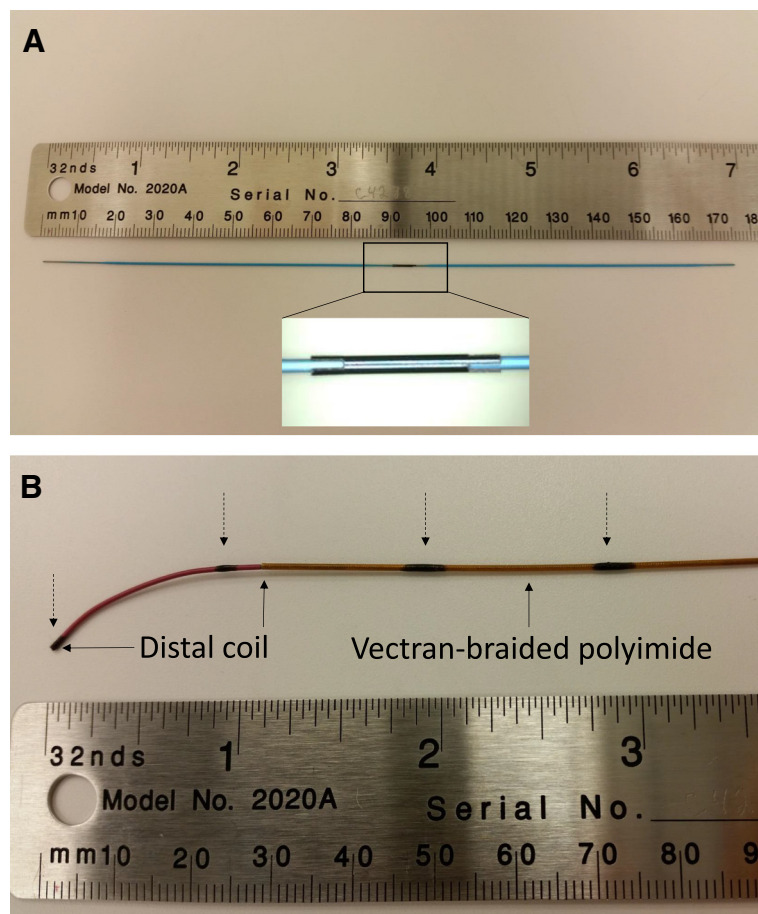 A
32nds 1 2 3 4 5 6 7
Model No. 2020A
Serial No.
mm10 20 30 40 50 60 70 80 90 100 110 120 130 140 150 160 170 18
B
Distal coil
Vectran-braided polyimide
32nds 1 2 3
Model No. 2020A
Serial No.
mm10 20 30 40 50 60 70 80 9